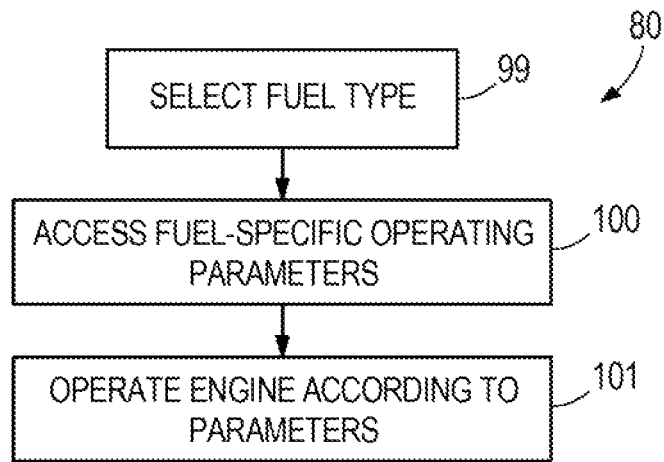 80
SELECT FUEL TYPE
99
ACCESS FUEL-SPECIFIC OPERATING
PARAMETERS
100
OPERATE ENGINE ACCORDING TO
PARAMETERS
101